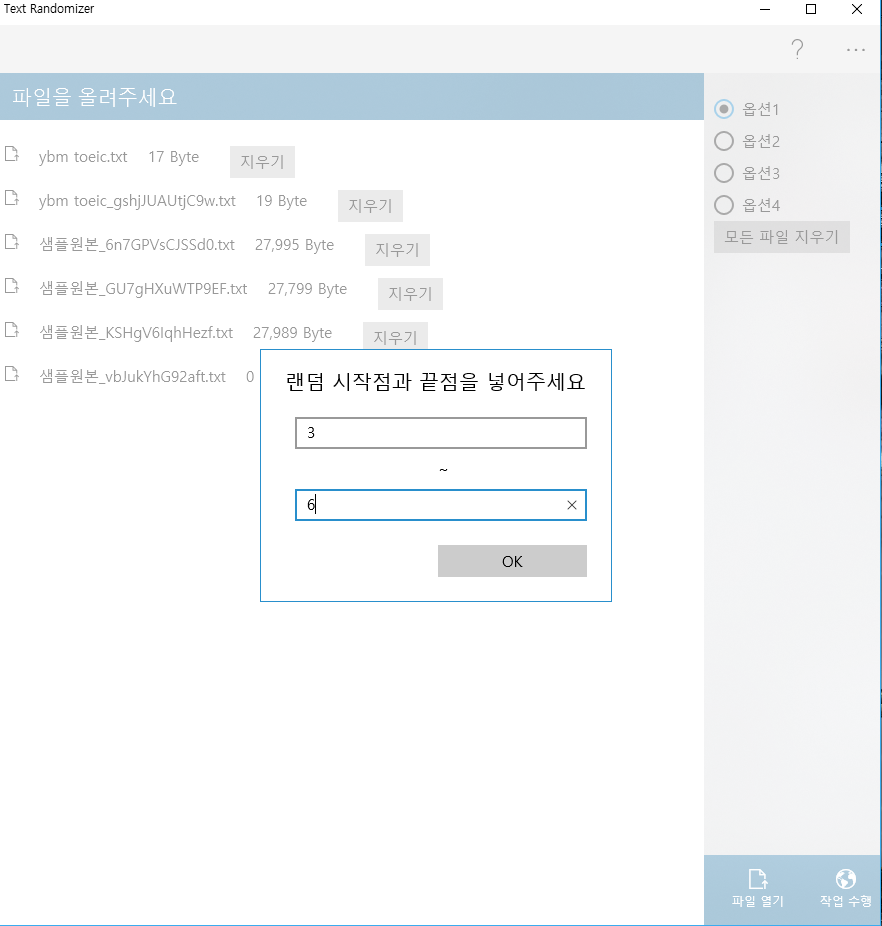 Text Randomizer
파일을 올려주세요
ybm toeic.txt 17 Byte 지우기
ybm toeic_gshjJUAUtjC9w.txt 19 Byte 지우기
샘플원본_6n7GPVsCJSSd0.txt 27,995 Byte 지우기
샘플원본_GU7gHXuWTP9EF.txt 27,799 Byte 지우기
샘플원본_KSHgV6IqhHezf.txt 27,989 Byte 지우기
샘플원본_vbJukYhG92aft.txt 0
옵션1
옵션2
옵션3
옵션4
모든 파일 지우기
랜덤 시작점과 끝점을 넣어주세요
3
~
6
OK
파일 열기 작업 수행